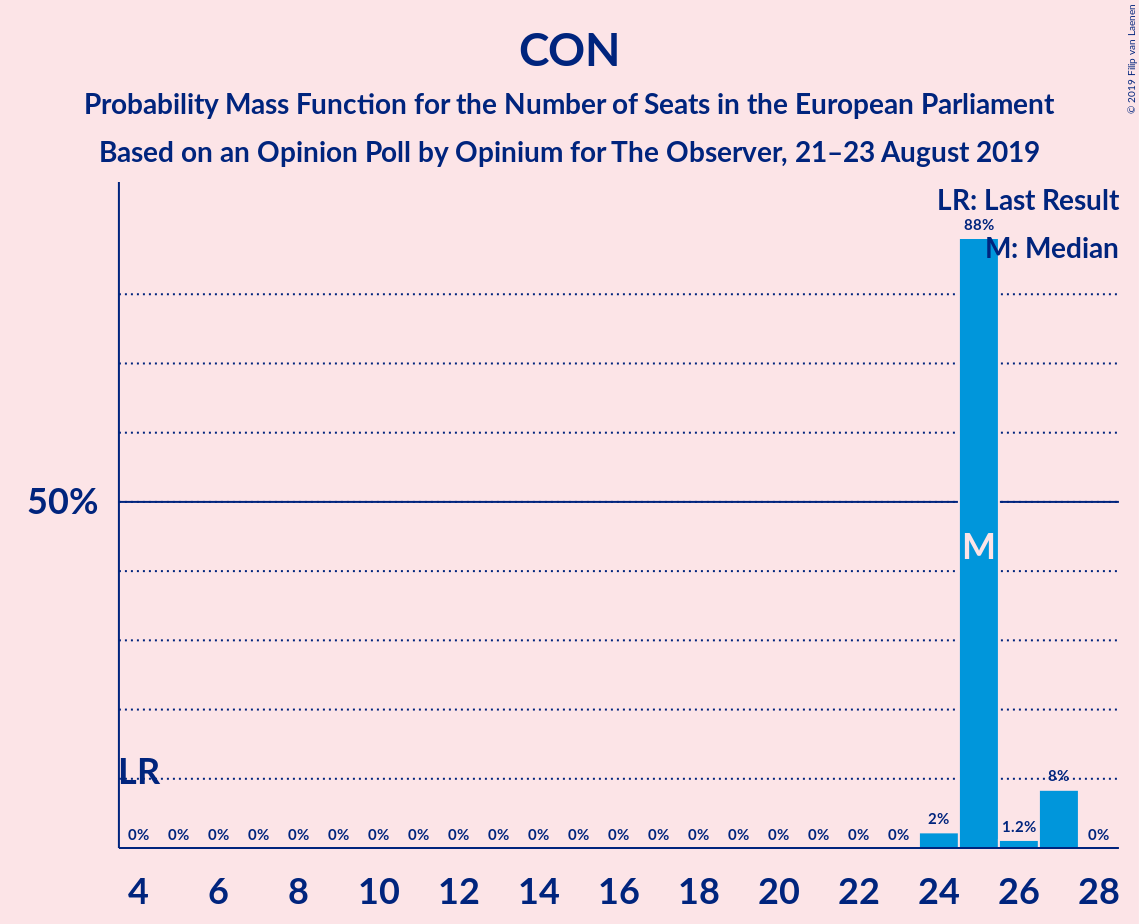 CON
Probability Mass Function for the Number of Seats in the European Parliament
Based on an Opinion Poll by Opinium for The Observer, 21–23 August 2019
© 2019 Filip van Laenen
LR: Last Result
M: Median
88%
50%
M
LR
0% 0% 0% 0% 0% 0% 0% 0% 0% 0% 0% 0% 0% 0% 0% 0% 0% 0% 0% 0% 2% 1.2% 8% 0%
4 6 8 10 12 14 16 18 20 22 24 26 28